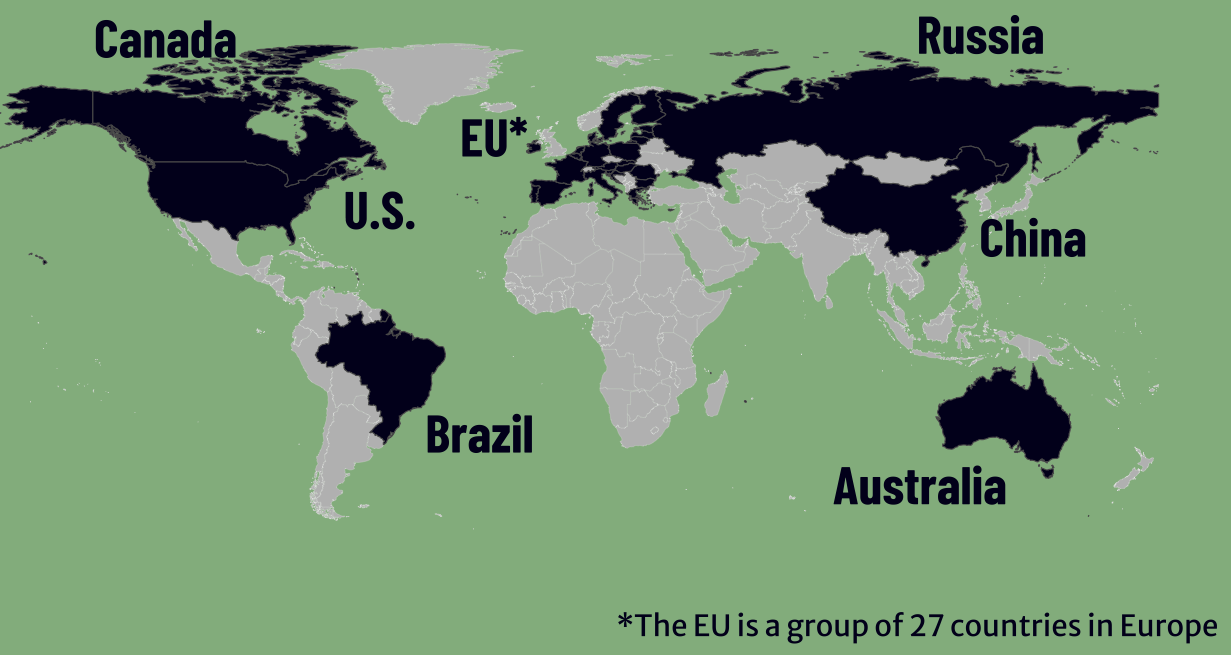 Canada
Russia
EU*
U.S.
China
Brazil
Australia
*The EU is a group of 27 countries in Europe